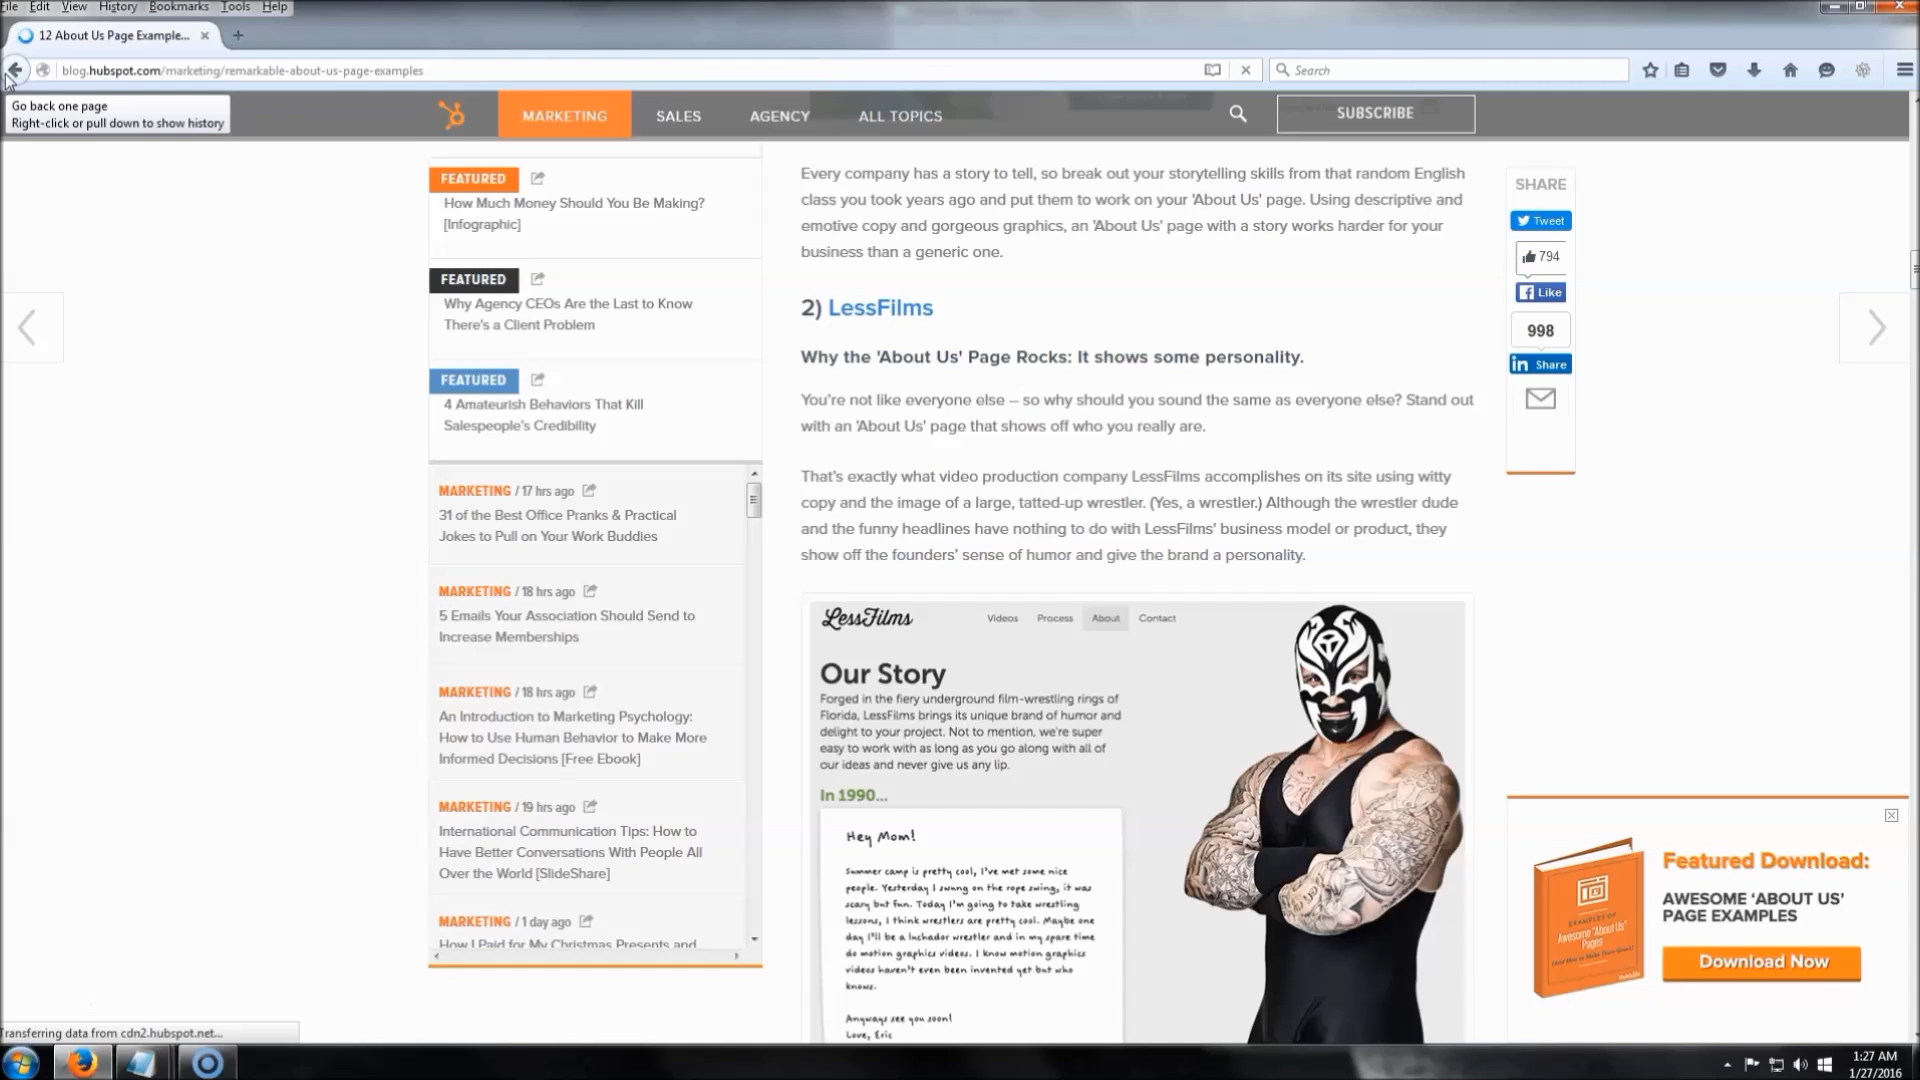 File Edit View History Bookmarks Tools Help
12 About Us Page Example...
blog.hubspot.com/marketing/remarkable-about-us-page-examples
Search
Go back one page
Right-click or pull down to show history
MARKETING SALES AGENCY ALL TOPICS
SUBSCRIBE
FEATURED
How Much Money Should You Be Making?
[Infographic]
FEATURED
Why Agency CEOs Are the Last to Know
There's a Client Problem
FEATURED
4 Amateurish Behaviors That Kill
Salespeople's Credibility
MARKETING / 17 hrs ago
31 of the Best Office Pranks & Practical
Jokes to Pull on Your Work Buddies
MARKETING / 18 hrs ago
5 Emails Your Association Should Send to
Increase Memberships
MARKETING / 18 hrs ago
An Introduction to Marketing Psychology:
How to Use Human Behavior to Make More
Informed Decisions [Free Ebook]
MARKETING / 19 hrs ago
International Communication Tips: How to
Have Better Conversations With People All
Over the World [SlideShare]
MARKETING / 1 day ago
How I Paid for My Christmas Presents and
Every company has a story to tell, so break out your storytelling skills from that random English
class you took years ago and put them to work on your 'About Us' page. Using descriptive and
emotive copy and gorgeous graphics, an 'About Us' page with a story works harder for your
business than a generic one.
2) LessFilms
Why the 'About Us' Page Rocks: It shows some personality.
You're not like everyone else – so why should you sound the same as everyone else? Stand out
with an 'About Us' page that shows off who you really are.
That's exactly what video production company LessFilms accomplishes on its site using witty
copy and the image of a large, tatted-up wrestler. (Yes, a wrestler.) Although the wrestler dude
and the funny headlines have nothing to do with LessFilms' business model or product, they
show off the founders' sense of humor and give the brand a personality.
LessFilms
Videos Process About Contact
Our Story
Forged in the fiery underground film-wrestling rings of
Florida, LessFilms brings its unique brand of humor and
delight to your project. Not to mention, we're super
easy to work with as long as you go along with all of
our ideas and never give us any lip.
In 1990...
Hey Mom!
Summer camp is pretty cool, I've met some nice
people. Yesterday I swung on the rope swing, it was
scary but fun. Today I'm going to take wrestling
lessons, I think wrestlers are pretty cool. Maybe one
day I'll be a luchador wrestler and in my spare time
do motion graphics videos. I know motion graphics
videos haven't even been invented yet but who
knows.
Anyways see you soon!
Love, Eric
SHARE
Tweet
794
Like
998
in Share
EXAMPLES OF
Awesome "About Us"
Pages
Featured Download:
AWESOME 'ABOUT US'
PAGE EXAMPLES
Download Now
Transferring data from cdn2.hubspot.net...
1:27 AM
1/27/2016